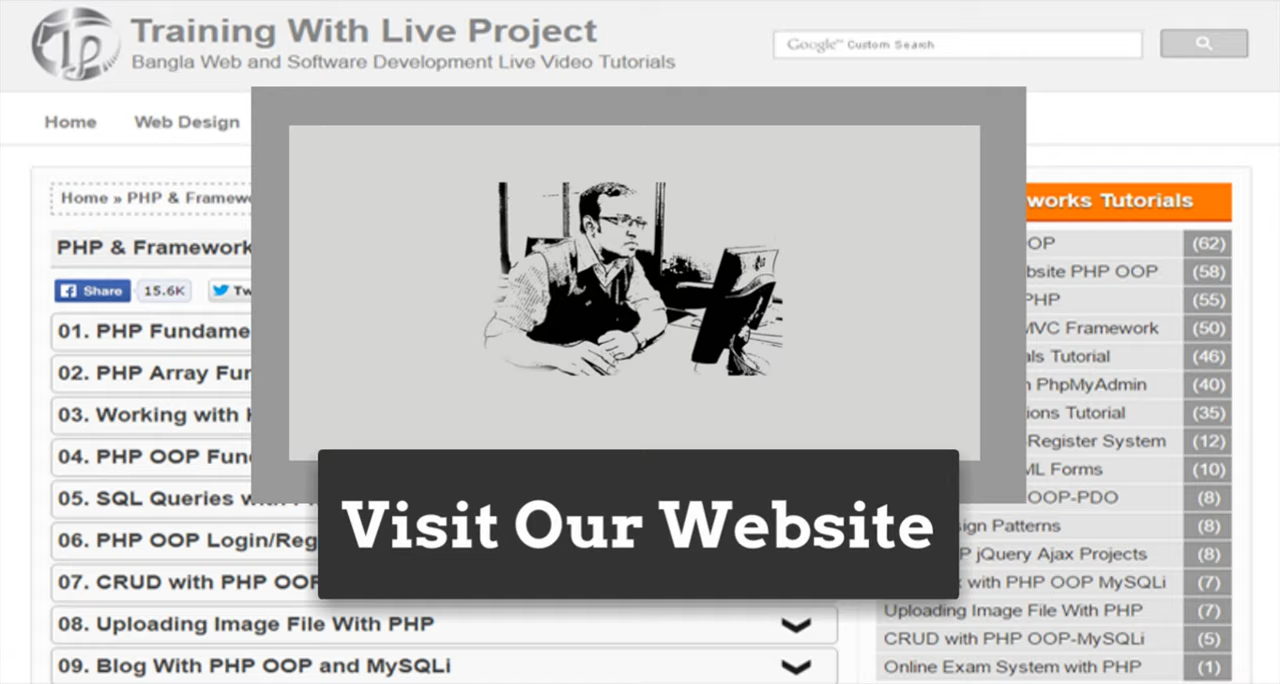 Training With Live Project
Bangla Web and Software Development Live Video Tutorials
Google™ Custom Search
Home
Web Design
Home » PHP & Framewo
works Tutorials
PHP & Framework
Share
15.6K
Tw
01. PHP Fundame
02. PHP Array Fun
03. Working with
04. PHP OOP Fun
05. SQL Queries
06. PHP OOP Login/Reg
07. CRUD with PHP OOP
08. Uploading Image File With PHP
09. Blog With PHP OOP and MySQLi
OP (62)
bsite PHP OOP (58)
PHP (55)
MVC Framework (50)
als Tutorial (46)
PhpMyAdmin (40)
ions Tutorial (35)
Register System (12)
ML Forms (10)
OOP-PDO (8)
sign Patterns (8)
P jQuery Ajax Projects (8)
with PHP OOP MySQLi (7)
Uploading Image File With PHP (7)
CRUD with PHP OOP-MySQLi (5)
Online Exam System with PHP (1)
Visit Our Website